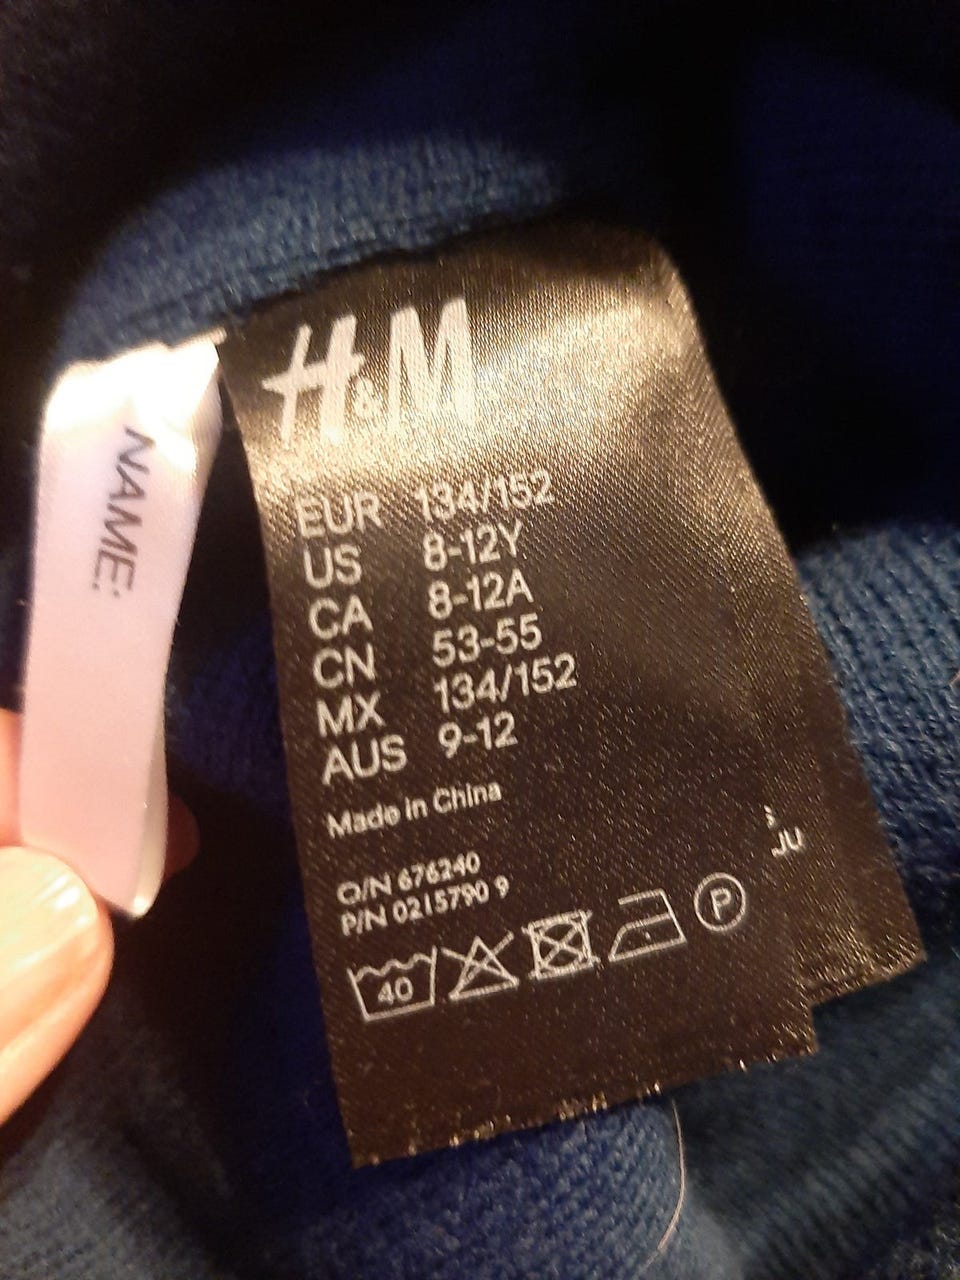 NAME:
H&M
EUR 134/152
US 8-12Y
CA 8-12A
CN 53-55
MX 134/152
AUS 9-12
Made in China
O/N 676240
P/N 0215790 9
40
P
JU